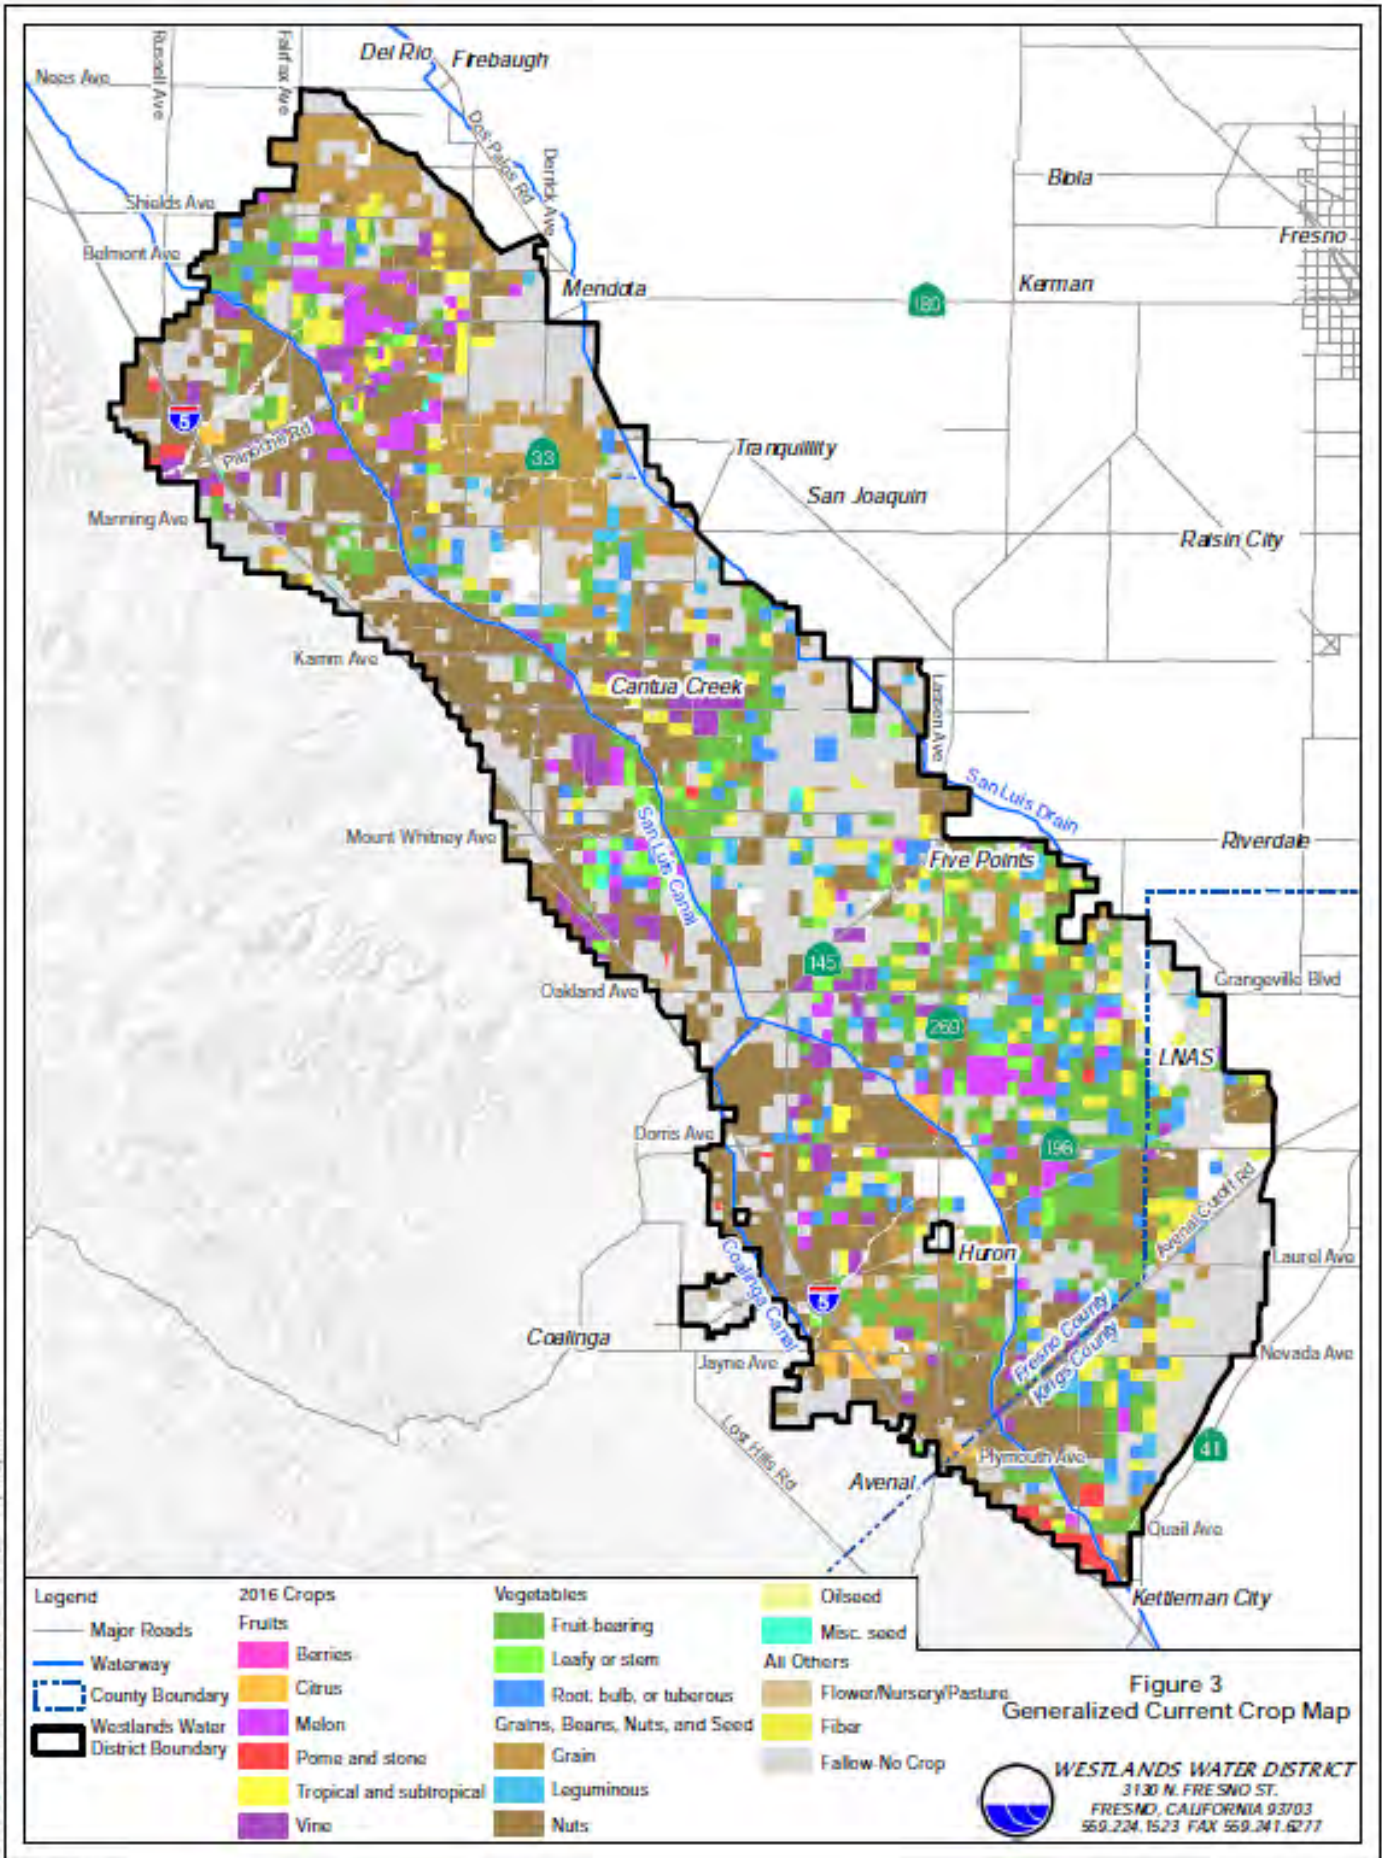 Del Rio
Firebaugh
Nees Ave
Russell Ave
Fairfax Ave
Dos Palos Rd
Derrick Ave
Shields Ave
Belmont Ave
Mendota
Biola
Fresno
Kerman
180
5
Panoche Rd
33
Tranquillity
San Joaquin
Manning Ave
Raisin City
Kamm Ave
Cantua Creek
Lassen Ave
San Luis Drain
Mount Whitney Ave
San Luis Canal
Five Points
Riverdale
145
Oakland Ave
Grangeville Blvd
269
LNAS
Dorris Ave
198
Avenal Cutoff Rd
Huron
Laurel Ave
Coalinga Canal
5
Coalinga
Jayne Ave
Fresno County
Kings County
Nevada Ave
Lost Hills Rd
41
Plymouth Ave
Avenal
Quail Ave
Kettleman City
Legend
Major Roads
Waterway
County Boundary
Westlands Water
District Boundary
2016 Crops
Fruits
Berries
Citrus
Melon
Pome and stone
Tropical and subtropical
Vine
Vegetables
Fruit-bearing
Leafy or stem
Root, bulb, or tuberous
Grains, Beans, Nuts, and Seed
Grain
Leguminous
Nuts
Oilseed
Misc. seed
All Others
Flower/Nursery/Pasture
Fiber
Fallow-No Crop
Figure 3
Generalized Current Crop Map
WESTLANDS WATER DISTRICT
3130 N. FRESNO ST.
FRESNO, CALIFORNIA 93703
559.224.1523 FAX 559.241.6277